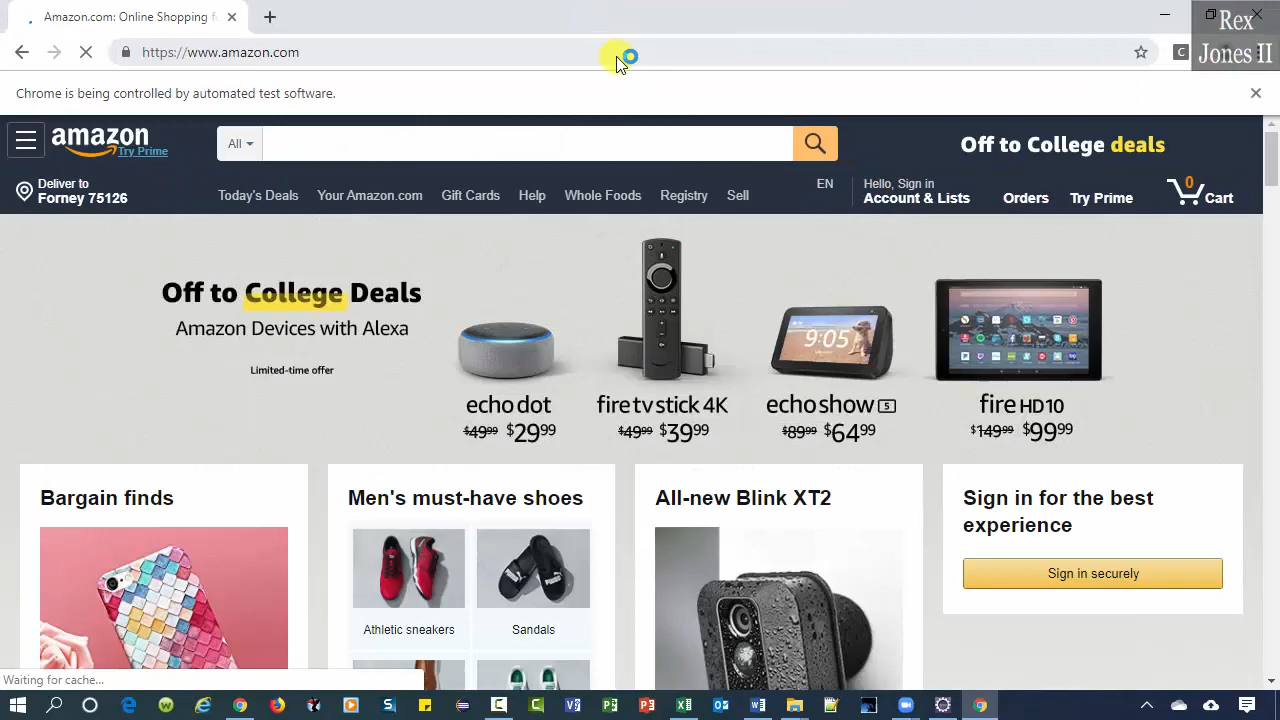 Amazon.com: Online Shopping f
Rex
Jones II
https://www.amazon.com
C
Chrome is being controlled by automated test software.
amazon
Try Prime
All
Off to College deals
Deliver to
Forney 75126
Today's Deals
Your Amazon.com
Gift Cards
Help
Whole Foods
Registry
Sell
EN
Hello, Sign in
Account & Lists
Orders
Try Prime
0
Cart
Off to College Deals
Amazon Devices with Alexa
Limited-time offer
9:05
echo dot
$49.99 $29.99
fire tv stick 4K
$49.99 $39.99
echo show 5
$89.99 $64.99
fire HD10
$149.99 $99.99
Bargain finds
Men's must-have shoes
Athletic sneakers
Sandals
All-new Blink XT2
Sign in for the best
experience
Sign in securely
Waiting for cache...